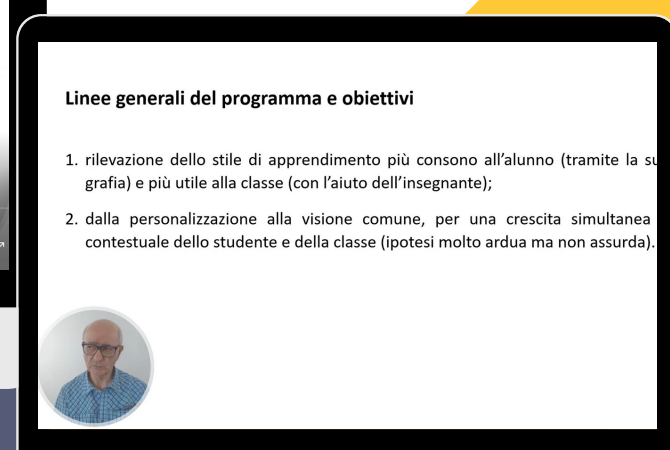 Linee generali del programma e obiettivi
1. rilevazione dello stile di apprendimento più consono all'alunno (tramite la
grafia) e più utile alla classe (con l'aiuto dell'insegnante);
2. dalla personalizzazione alla visione comune, per una crescita simultanea
contestuale dello studente e della classe (ipotesi molto ardua ma non assurda).